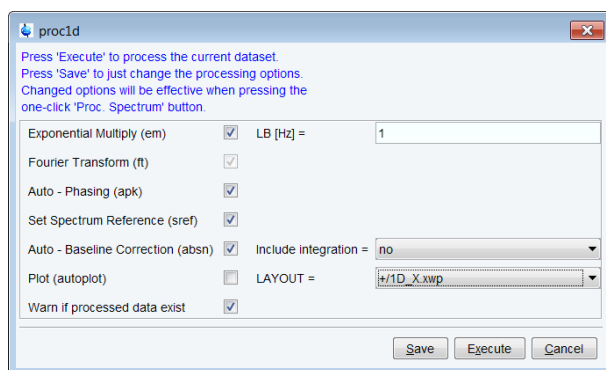 proc1d
Press 'Execute' to process the current dataset.
Press 'Save' to just change the processing options.
Changed options will be effective when pressing the
one-click 'Proc. Spectrum' button.
Exponential Multiply (em) LB [Hz] = 1
Fourier Transform (ft)
Auto - Phasing (apk)
Set Spectrum Reference (sref)
Auto - Baseline Correction (absn) Include integration = no
Plot (autoplot) LAYOUT = +/1D_X.xwp
Warn if processed data exist
Save Execute Cancel